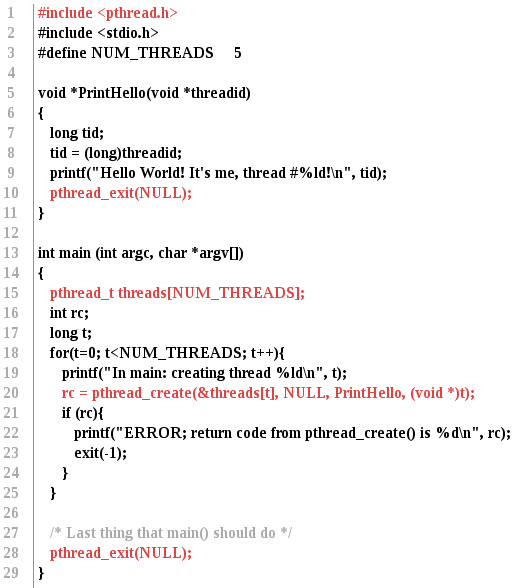 1 #include <pthread.h>
2 #include <stdio.h>
3 #define NUM_THREADS     5
4
5 void *PrintHello(void *threadid)
6 {
7    long tid;
8    tid = (long)threadid;
9    printf("Hello World! It's me, thread #%ld!\n", tid);
10    pthread_exit(NULL);
11 }
12
13 int main (int argc, char *argv[])
14 {
15    pthread_t threads[NUM_THREADS];
16    int rc;
17    long t;
18    for(t=0; t<NUM_THREADS; t++){
19       printf("In main: creating thread %ld\n", t);
20       rc = pthread_create(&threads[t], NULL, PrintHello, (void *)t);
21       if (rc){
22          printf("ERROR; return code from pthread_create() is %d\n", rc);
23          exit(-1);
24       }
25    }
26
27    /* Last thing that main() should do */
28    pthread_exit(NULL);
29 }